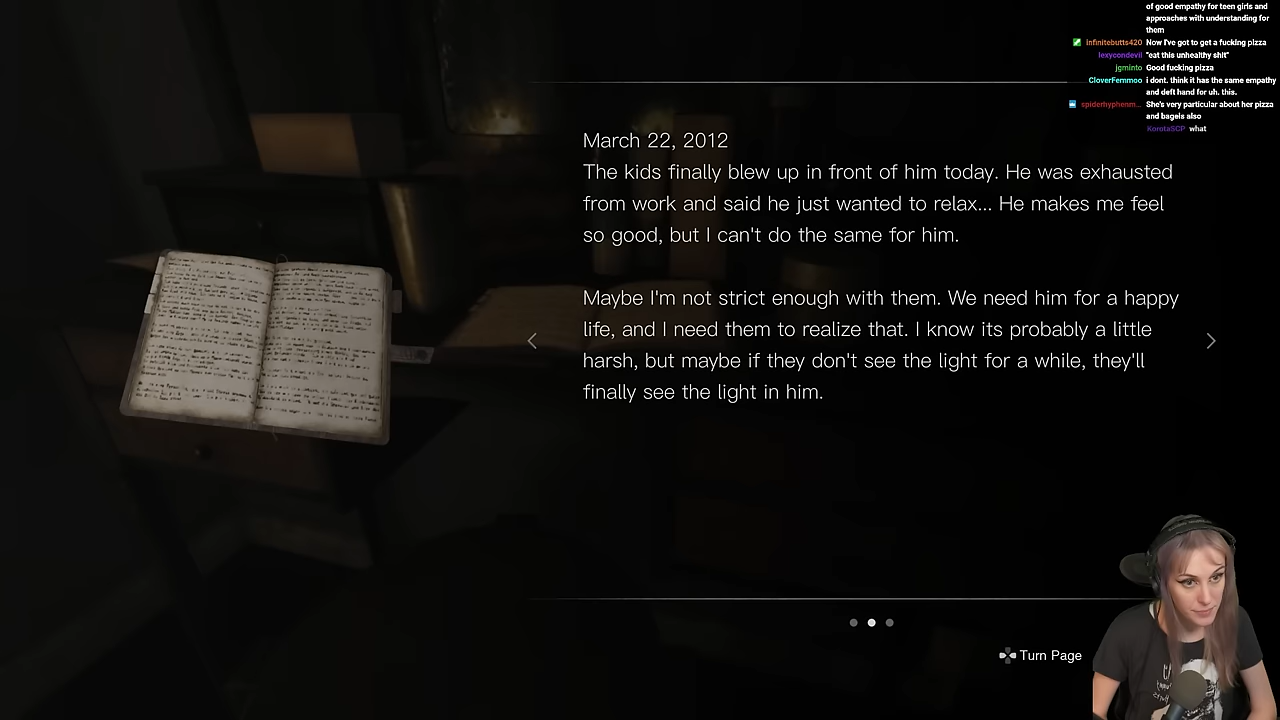 of good empathy for teen girls and
approaches with understanding for
them
infinitebutts420 Now I've got to get a fucking pizza
lexycondevil "eat this unhealthy shit"
jgminto Good fucking pizza
CloverFemmoo i dont. think it has the same empathy
and deft hand for uh. this.
spiderhyphenm... She's very particular about her pizza
and bagels also
KorotaSCP what
March 22, 2012
The kids finally blew up in front of him today. He was exhausted
from work and said he just wanted to relax... He makes me feel
so good, but I can't do the same for him.
Maybe I'm not strict enough with them. We need him for a happy
life, and I need them to realize that. I know its probably a little
harsh, but maybe if they don't see the light for a while, they'll
finally see the light in him.
Turn Page